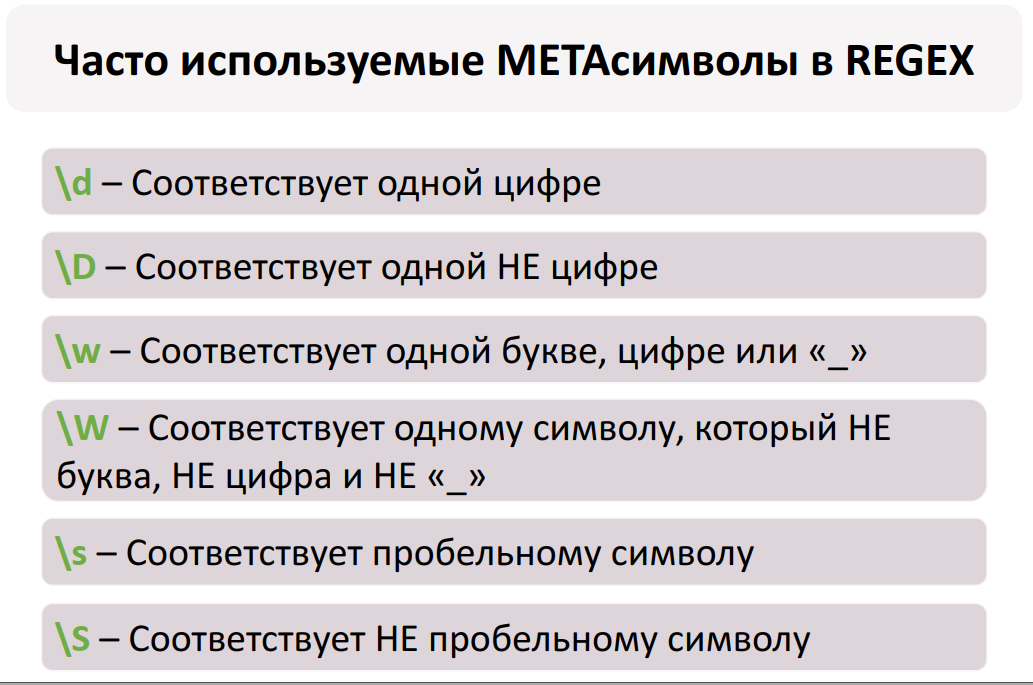 Часто используемые МЕТАсимволы в REGEX
\d – Соответствует одной цифре
\D – Соответствует одной НЕ цифре
\w – Соответствует одной букве, цифре или «_»
\W – Соответствует одному символу, который НЕ
буква, НЕ цифра и НЕ «_»
\s – Соответствует пробельному символу
\S – Соответствует НЕ пробельному символу